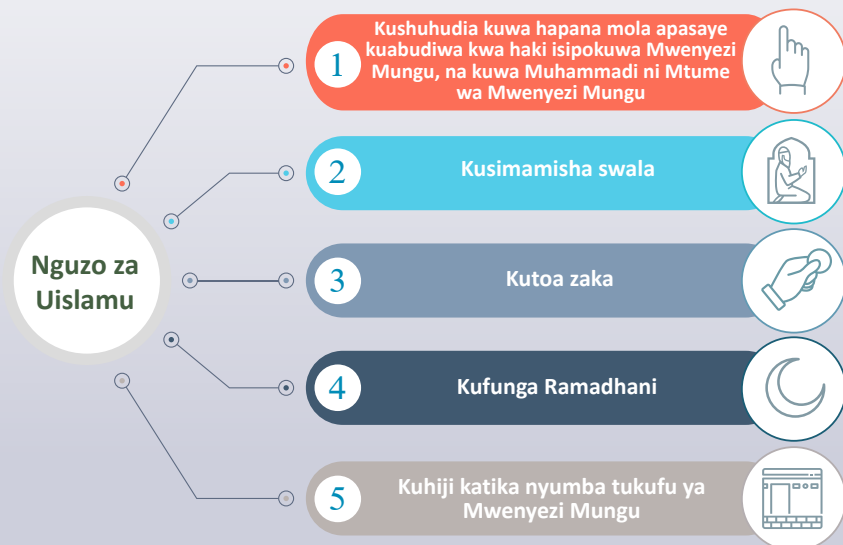 Nguzo za
Uislamu
1
Kushuhudia kuwa hapana mola apasaye
kuabudiwa kwa haki isipokuwa Mwenyezi
Mungu, na kuwa Muhammadi ni Mtume
wa Mwenyezi Mungu
2
Kusimamisha swala
3
Kutoa zaka
4
Kufunga Ramadhani
5
Kuhiji katika nyumba tukufu ya
Mwenyezi Mungu